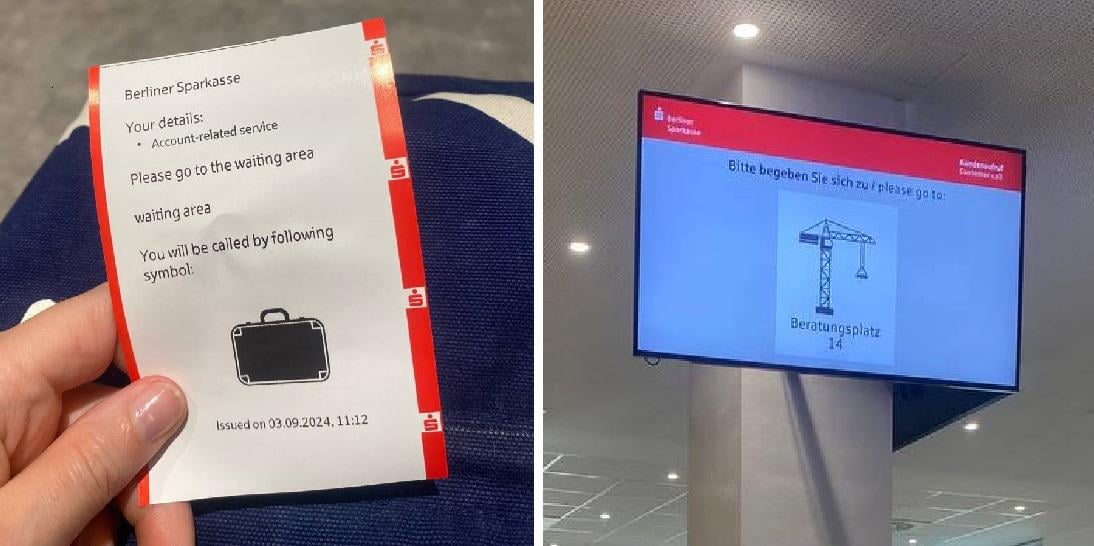 Berliner Sparkasse
Your details:
• Account-related service
Please go to the waiting area
waiting area
You will be called by following
symbol:
Issued on 03.09.2024, 11:12
Berliner
Sparkasse
Kundenaufruf
Customer call
Bitte begeben Sie sich zu / please go to:
Beratungsplatz
14